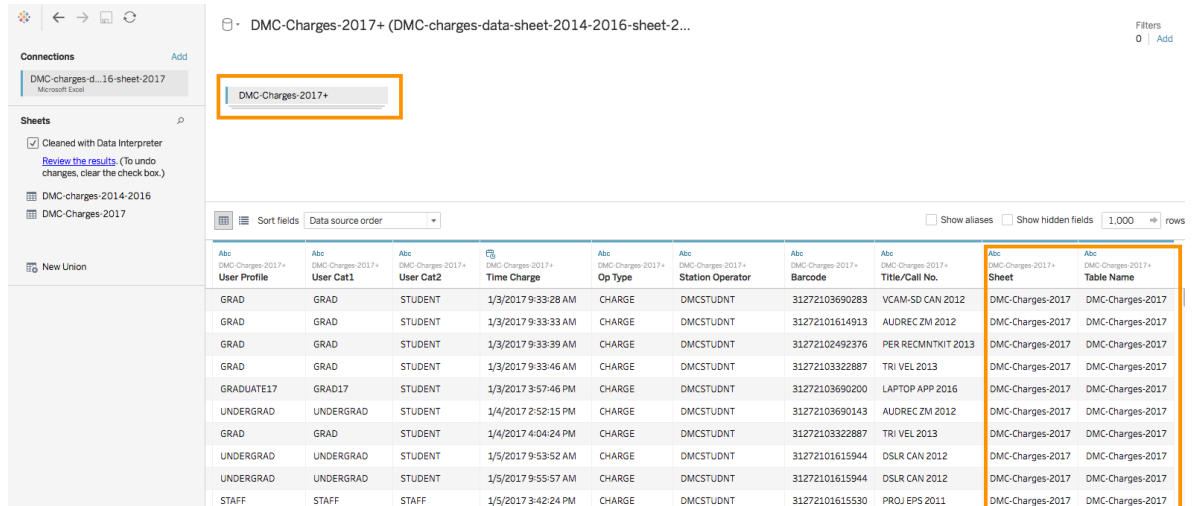 DMC-Charges-2017+ (DMC-charges-data-sheet-2014-2016-sheet-2...
Filters
0 | Add
Connections Add
DMC-charges-d...16-sheet-2017
Microsoft Excel
DMC-Charges-2017+
Sheets
Cleaned with Data Interpreter
Review the results. (To undo
changes, clear the check box.)
DMC-charges-2014-2016
DMC-Charges-2017
New Union
Sort fields Data source order Show aliases Show hidden fields 1,000 rows
Abc Abc Abc Abc Abc Abc Abc Abc Abc
DMC-Charges-2017+ DMC-Charges-2017+ DMC-Charges-2017+ DMC-Charges-2017+ DMC-Charges-2017+ DMC-Charges-2017+ DMC-Charges-2017+ DMC-Charges-2017+ DMC-Charges-2017+ DMC-Charges-2017+
User Profile User Cat1 User Cat2 Time Charge Op Type Station Operator Barcode Title/Call No. Sheet Table Name
GRAD GRAD STUDENT 1/3/2017 9:33:28 AM CHARGE DMCSTUDNT 31272103690283 VCAM-SD CAN 2012 DMC-Charges-2017 DMC-Charges-2017
GRAD GRAD STUDENT 1/3/2017 9:33:33 AM CHARGE DMCSTUDNT 31272101614913 AUDREC ZM 2012 DMC-Charges-2017 DMC-Charges-2017
GRAD GRAD STUDENT 1/3/2017 9:33:39 AM CHARGE DMCSTUDNT 31272102492376 PER RECMNTKIT 2013 DMC-Charges-2017 DMC-Charges-2017
GRAD GRAD STUDENT 1/3/2017 9:33:46 AM CHARGE DMCSTUDNT 31272103322887 TRI VEL 2013 DMC-Charges-2017 DMC-Charges-2017
GRADUATE17 GRAD17 STUDENT 1/3/2017 3:57:46 PM CHARGE DMCSTUDNT 31272103690200 LAPTOP APP 2016 DMC-Charges-2017 DMC-Charges-2017
UNDERGRAD UNDERGRAD STUDENT 1/4/2017 2:52:15 PM CHARGE DMCSTUDNT 31272103690143 AUDREC ZM 2012 DMC-Charges-2017 DMC-Charges-2017
GRAD GRAD STUDENT 1/4/2017 4:04:24 PM CHARGE DMCSTUDNT 31272103322887 TRI VEL 2013 DMC-Charges-2017 DMC-Charges-2017
UNDERGRAD UNDERGRAD STUDENT 1/5/2017 9:53:52 AM CHARGE DMCSTUDNT 31272101615944 DSLR CAN 2012 DMC-Charges-2017 DMC-Charges-2017
UNDERGRAD UNDERGRAD STUDENT 1/5/2017 9:55:57 AM CHARGE DMCSTUDNT 31272101615944 DSLR CAN 2012 DMC-Charges-2017 DMC-Charges-2017
STAFF STAFF STAFF 1/5/2017 3:42:24 PM CHARGE DMCSTUDNT 31272101615530 PROJ EPS 2011 DMC-Charges-2017 DMC-Charges-2017